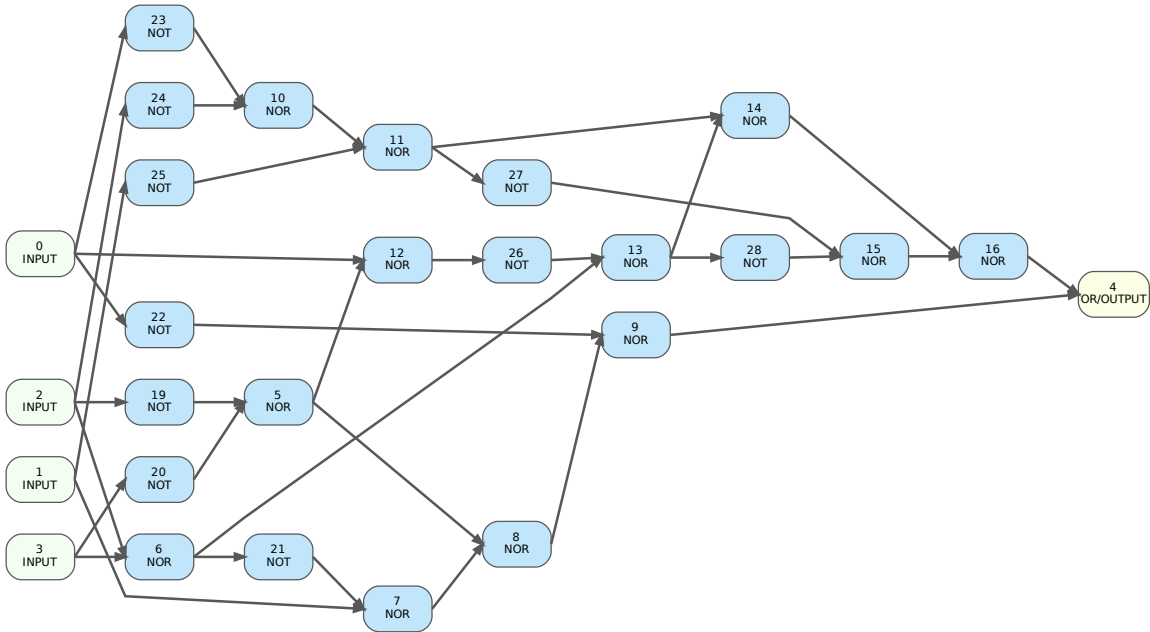 23
NOT
24
NOT
10
NOR
14
NOR
11
NOR
25
NOT
27
NOT
0
INPUT
12
NOR
26
NOT
13
NOR
28
NOT
15
NOR
16
NOR
4
OR/OUTPUT
22
NOT
9
NOR
2
INPUT
19
NOT
5
NOR
1
INPUT
20
NOT
3
INPUT
6
NOR
21
NOT
8
NOR
7
NOR